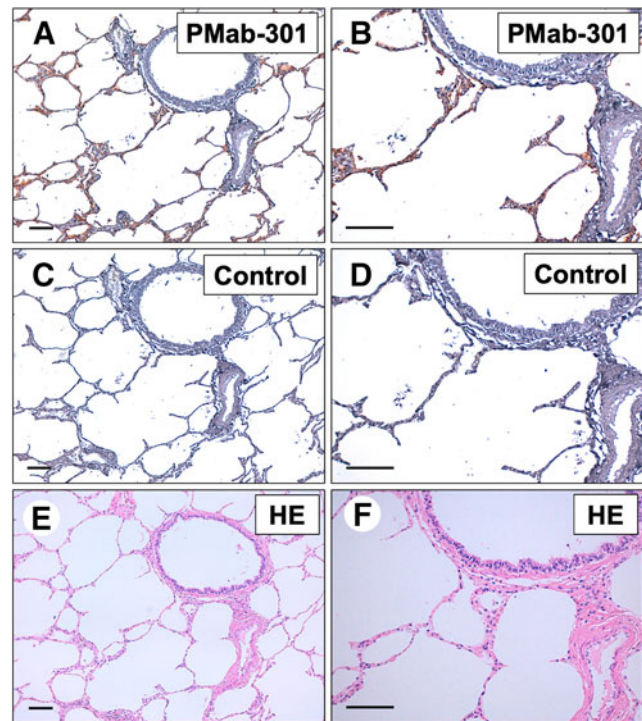 A PMab-301
B PMab-301
C Control
D Control
E HE
F HE